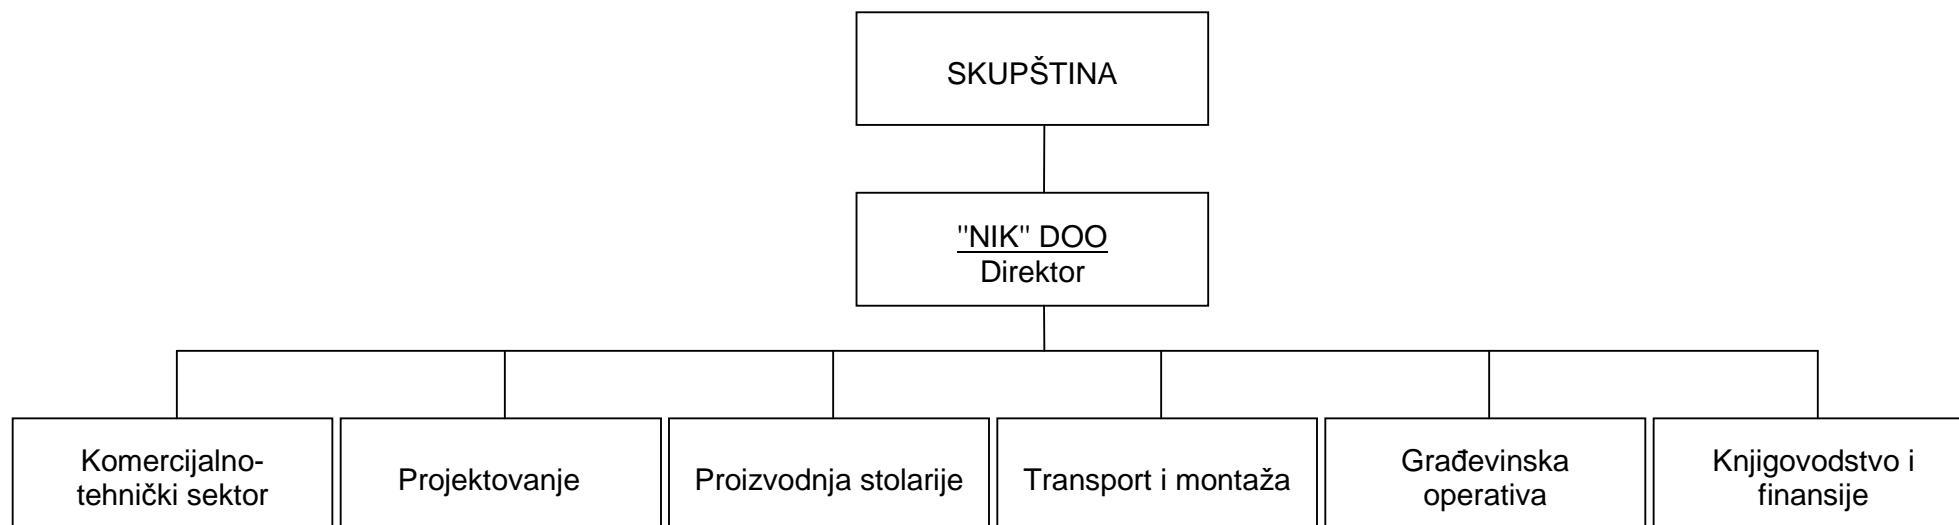 SKUPŠTINA
"NIK" DOO
Direktor
Komercijalno-
tehnički sektor
Projektovanje
Proizvodnja stolarije
Transport i montaža
Građevinska
operativa
Knjigovodstvo i
finansije